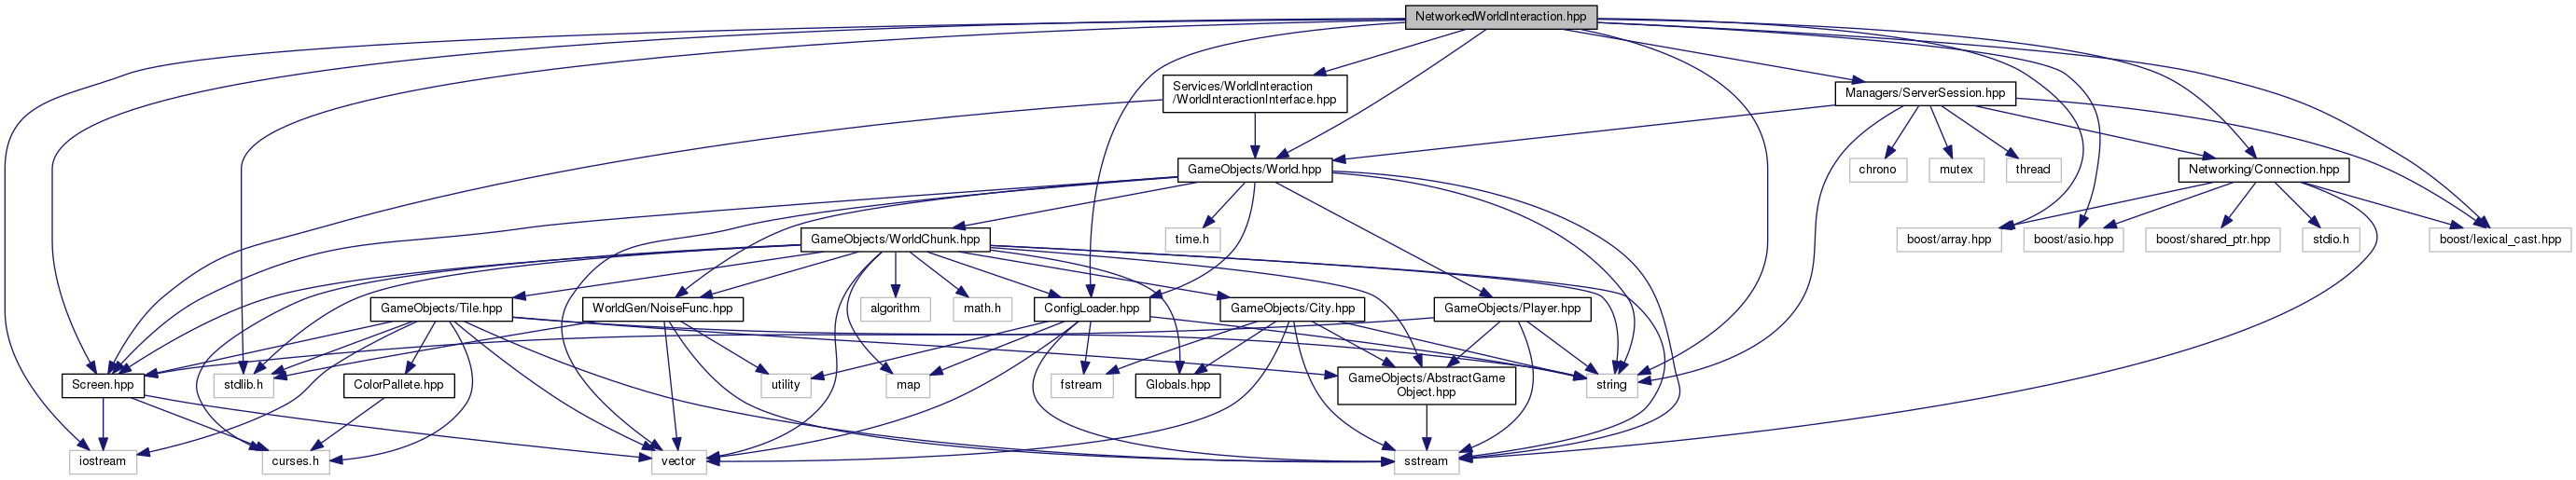 NetworkedWorldInteraction.hpp
Services/WorldInteraction
/WorldInteractionInterface.hpp
Managers/ServerSession.hpp
GameObjects/World.hpp
chrono
mutex
thread
Networking/Connection.hpp
GameObjects/WorldChunk.hpp
time.h
boost/array.hpp
boost/asio.hpp
boost/shared_ptr.hpp
stdio.h
boost/lexical_cast.hpp
GameObjects/Tile.hpp
WorldGen/NoiseFunc.hpp
algorithm
math.h
ConfigLoader.hpp
GameObjects/City.hpp
GameObjects/Player.hpp
Screen.hpp
stdlib.h
ColorPallete.hpp
utility
map
fstream
Globals.hpp
GameObjects/AbstractGame
Object.hpp
string
iostream
curses.h
vector
sstream